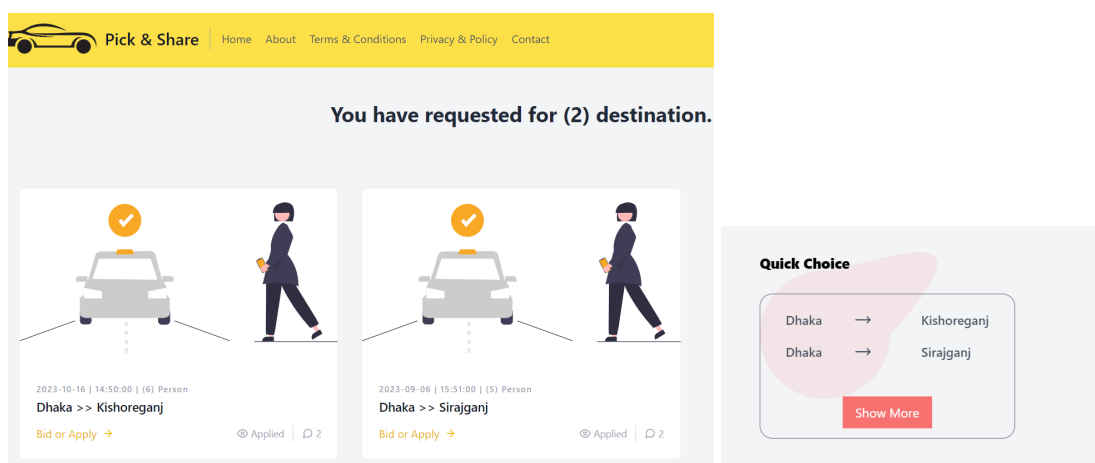 Pick & Share Home About Terms & Conditions Privacy & Policy Contact
You have requested for (2) destination.
2023-10-16 | 14:50:00 | (6) Person
Dhaka >> Kishoreganj
Bid or Apply → Applied 2
2023-09-06 | 15:51:00 | (5) Person
Dhaka >> Sirajganj
Bid or Apply → Applied 2
Quick Choice
Dhaka → Kishoreganj
Dhaka → Sirajganj
Show More